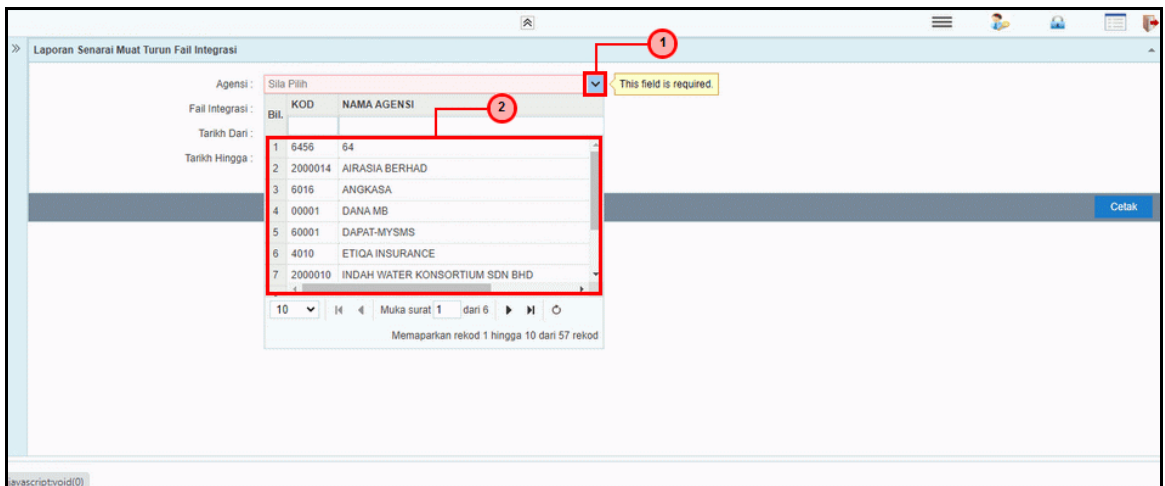 1
Laporan Senarai Muat Turun Fail Integrasi
Agensi : Sila Pilih This field is required.
Fail Integrasi :
Tarikh Dari :
Tarikh Hingga :
Bil. KOD NAMA AGENSI
2
1 6456 64
2 2000014 AIRASIA BERHAD
3 6016 ANGKASA
4 00001 DANA MB
5 60001 DAPAT-MYSMS
6 4010 ETIQA INSURANCE
7 2000010 INDAH WATER KONSORTIUM SDN BHD
Cetak
10 Muka surat 1 dari 6
Memaparkan rekod 1 hingga 10 dari 57 rekod
javascript:void(0)